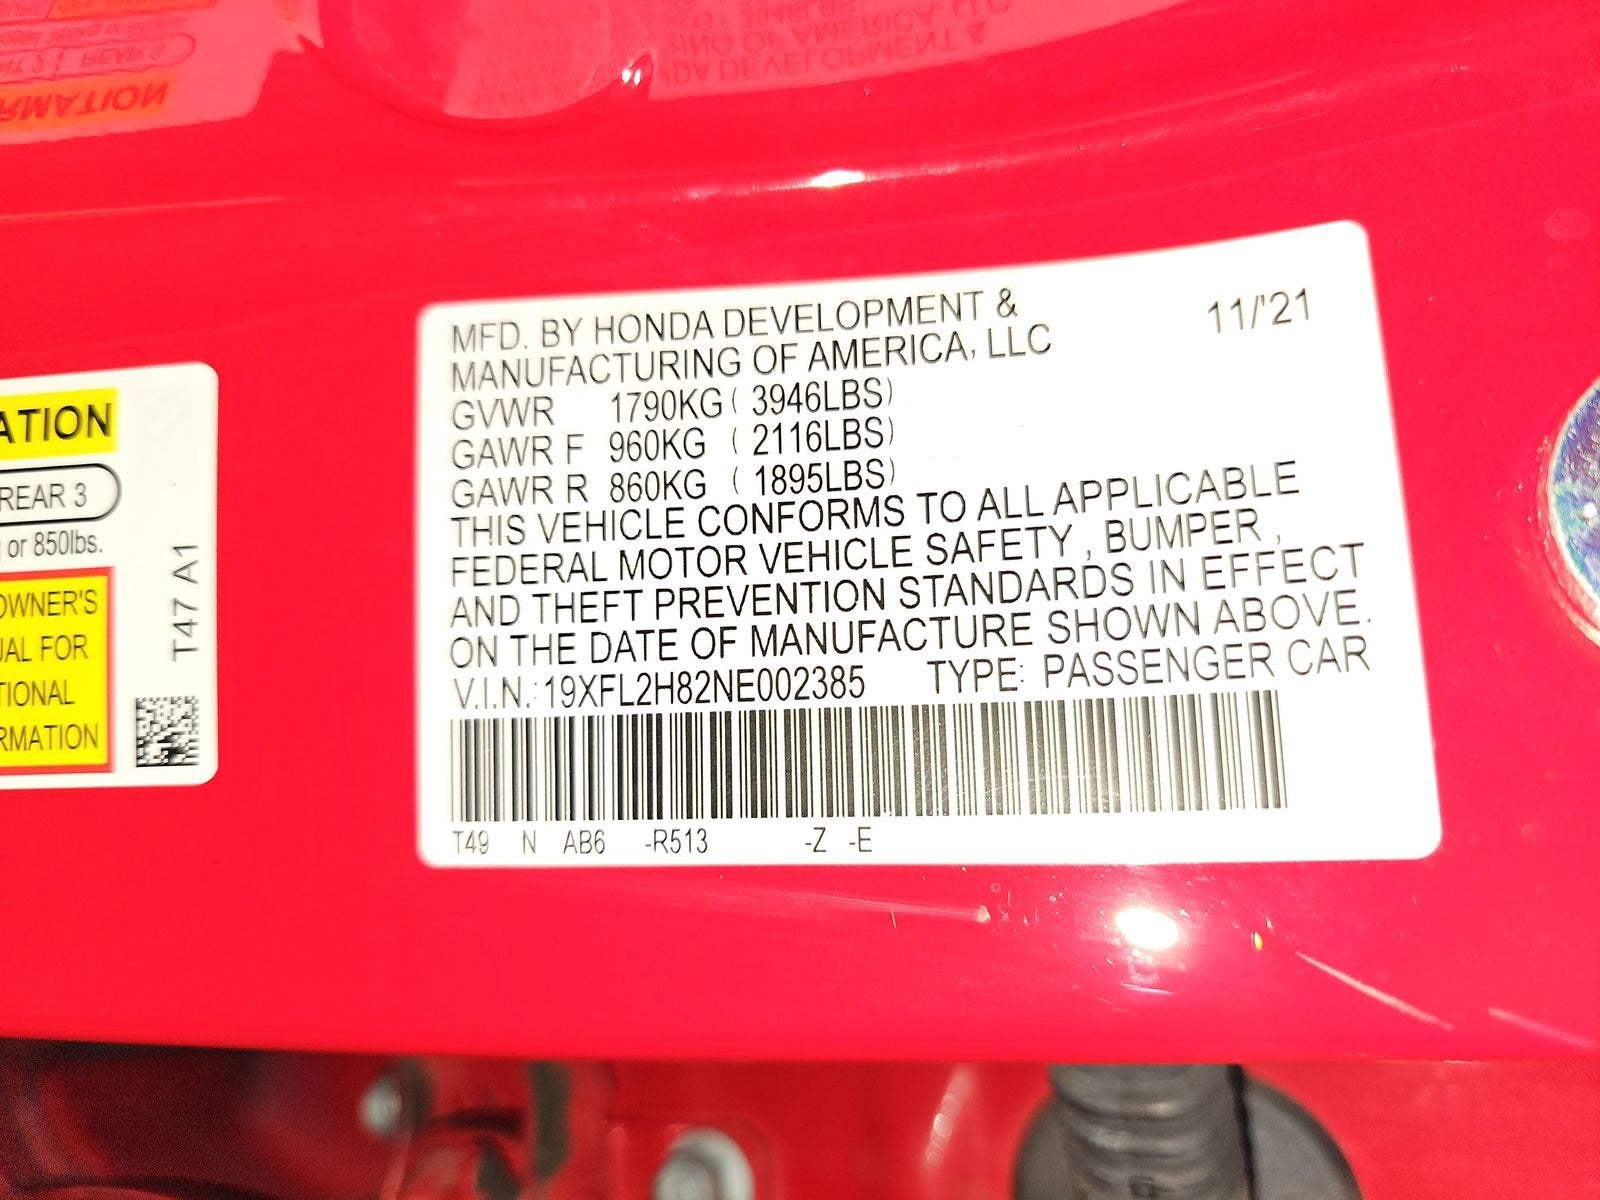 MFD. BY HONDA DEVELOPMENT &
MANUFACTURING OF AMERICA, LLC
11/'21
GVWR 1790KG ( 3946LBS)
GAWR F 960KG ( 2116LBS)
GAWR R 860KG ( 1895LBS)
THIS VEHICLE CONFORMS TO ALL APPLICABLE
FEDERAL MOTOR VEHICLE SAFETY , BUMPER ,
AND THEFT PREVENTION STANDARDS IN EFFECT
ON THE DATE OF MANUFACTURE SHOWN ABOVE.
V.I.N.: 19XFL2H82NE002385 TYPE: PASSENGER CAR
T49 N AB6 -R513 -Z -E
ATION
REAR 3
or 850lbs.
OWNER'S
UAL FOR
TIONAL
RMATION
T47 A1